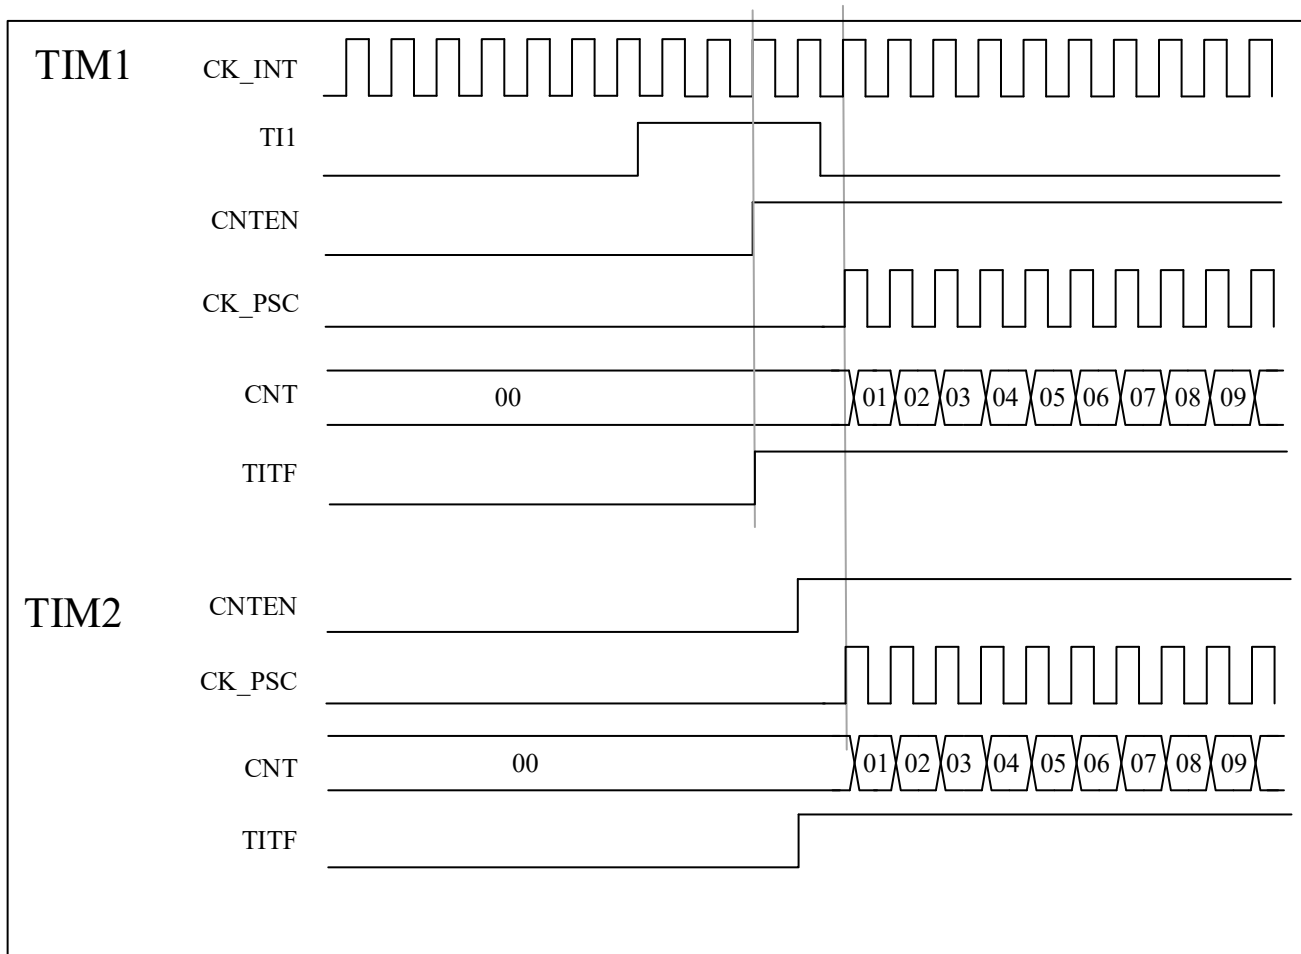 TIM1
CK_INT
TI1
CNTEN
CK_PSC
CNT 00 01 02 03 04 05 06 07 08 09
TITF
TIM2
CNTEN
CK_PSC
CNT 00 01 02 03 04 05 06 07 08 09
TITF